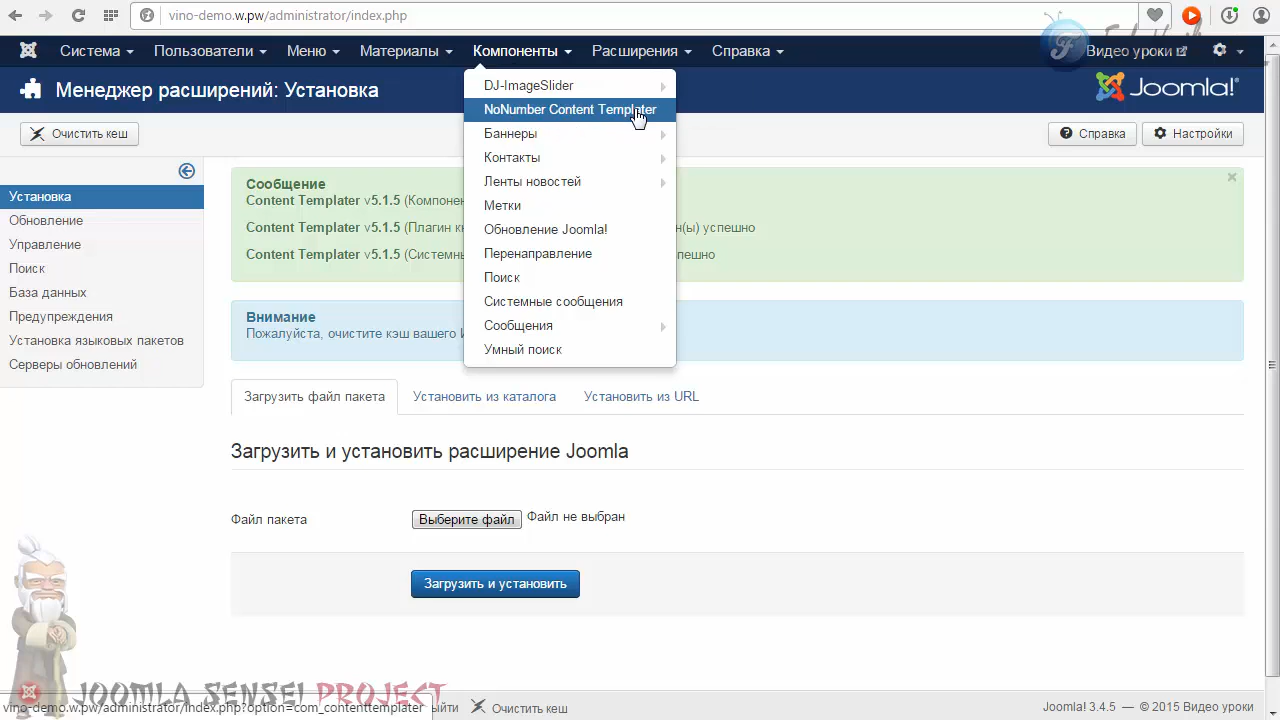 vino-demo.w.pw/administrator/index.php
Система Пользователи Меню Материалы Компоненты Расширения Справка Видео уроки
Менеджер расширений: Установка Joomla!
Очистить кеш Справка Настройки
DJ-ImageSlider
NoNumber Content Templater
Баннеры
Контакты
Ленты новостей
Метки
Обновление Joomla!
Перенаправление
Поиск
Системные сообщения
Сообщения
Умный поиск
Установка
Обновление
Управление
Поиск
База данных
Предупреждения
Установка языковых пакетов
Серверы обновлений
Сообщение
Content Templater v5.1.5 (Компонен
Content Templater v5.1.5 (Плагин кн н(ы) успешно
Content Templater v5.1.5 (Системн пешно
Внимание
Пожалуйста, очистите кэш вашего И
Загрузить файл пакета Установить из каталога Установить из URL
Загрузить и установить расширение Joomla
Файл пакета Выберите файл Файл не выбран
Загрузить и установить
JOOMLA SENSEI PROJECT
vino-demo.w.pw/administrator/index.php?option=com_contenttemplater ыйти Очистить кеш Joomla! 3.4.5 — © 2015 Видео уроки